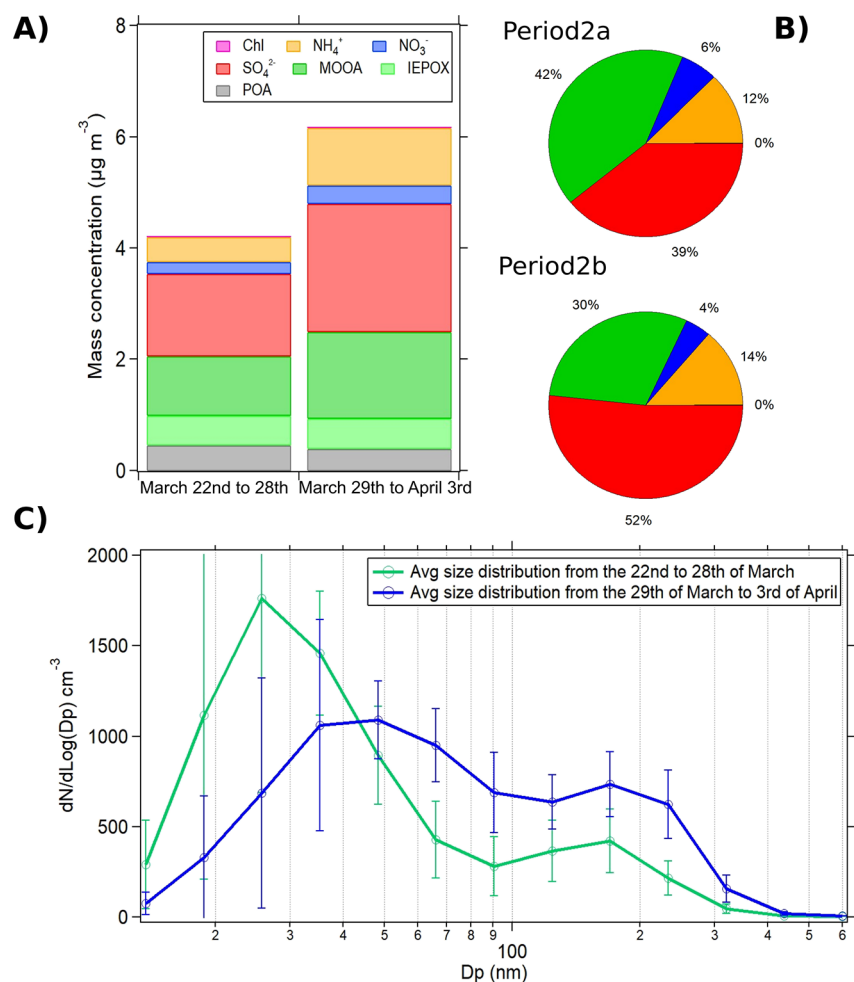 A)
8
6
4
2
0
Mass concentration (µg m⁻³)
Chl NH₄⁺ NO₃⁻
SO₄²⁻ MOOA IEPOX
POA
March 22nd to 28th March 29th to April 3rd
B)
Period2a
6%
42%
12%
0%
39%
Period2b
30%
4%
14%
0%
52%
C)
2000
1500
1000
500
0
dN/dLog(Dp) cm⁻³
Avg size distribution from the 22nd to 28th of March
Avg size distribution from the 29th of March to 3rd of April
2 3 4 5 6 7 8 9 2 3 4 5 6
100
Dp (nm)